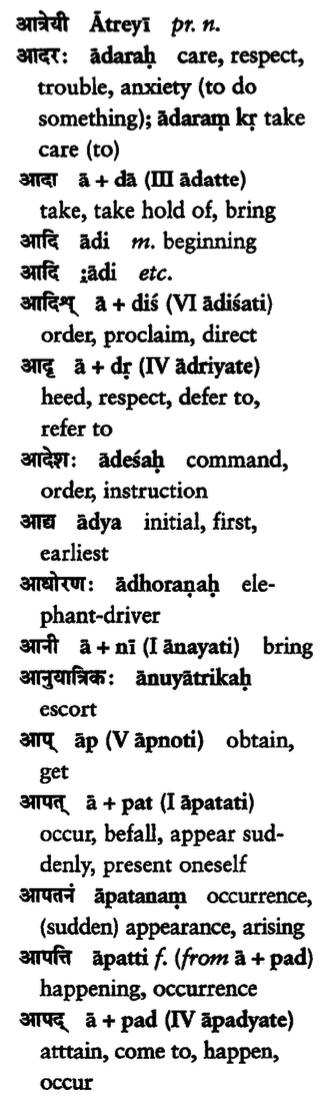 आत्रेयी Ātreyī pr. n.
आदर: ādaraḥ care, respect,
trouble, anxiety (to do
something); ādaraṃ kṛ take
care (to)
आदा ā + dā (III ādatte)
take, take hold of, bring
आदि ādi m. beginning
आदि ;ādi etc.
आदिश् ā + diś (VI ādiśati)
order, proclaim, direct
आदृ ā + dṛ (IV ādriyate)
heed, respect, defer to,
refer to
आदेश: ādeśaḥ command,
order, instruction
आद्य ādya initial, first,
earliest
आधोरण: ādhoraṇaḥ ele-
phant-driver
आनी ā + nī (I ānayati) bring
आनुयात्रिक: ānuyātrikaḥ
escort
आप् āp (V āpnoti) obtain,
get
आपत् ā + pat (I āpatati)
occur, befall, appear sud-
denly, present oneself
आपतनं āpatanaṃ occurrence,
(sudden) appearance, arising
आपत्ति āpatti f. (from ā + pad)
happening, occurrence
आपद् ā + pad (IV āpadyate)
atttain, come to, happen,
occur